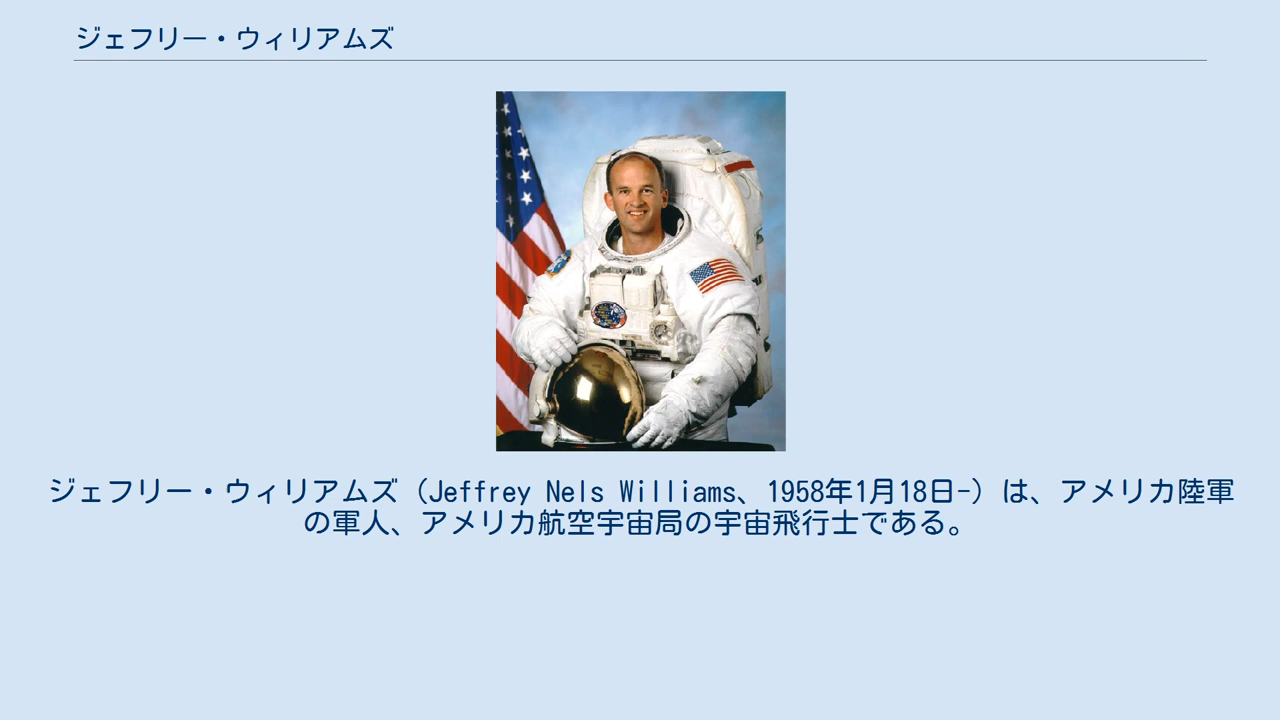 ジェフリー・ウィリアムズ
ジェフリー・ウィリアムズ（Jeffrey Nels Williams、1958年1月18日-）は、アメリカ陸軍
の軍人、アメリカ航空宇宙局の宇宙飛行士である。